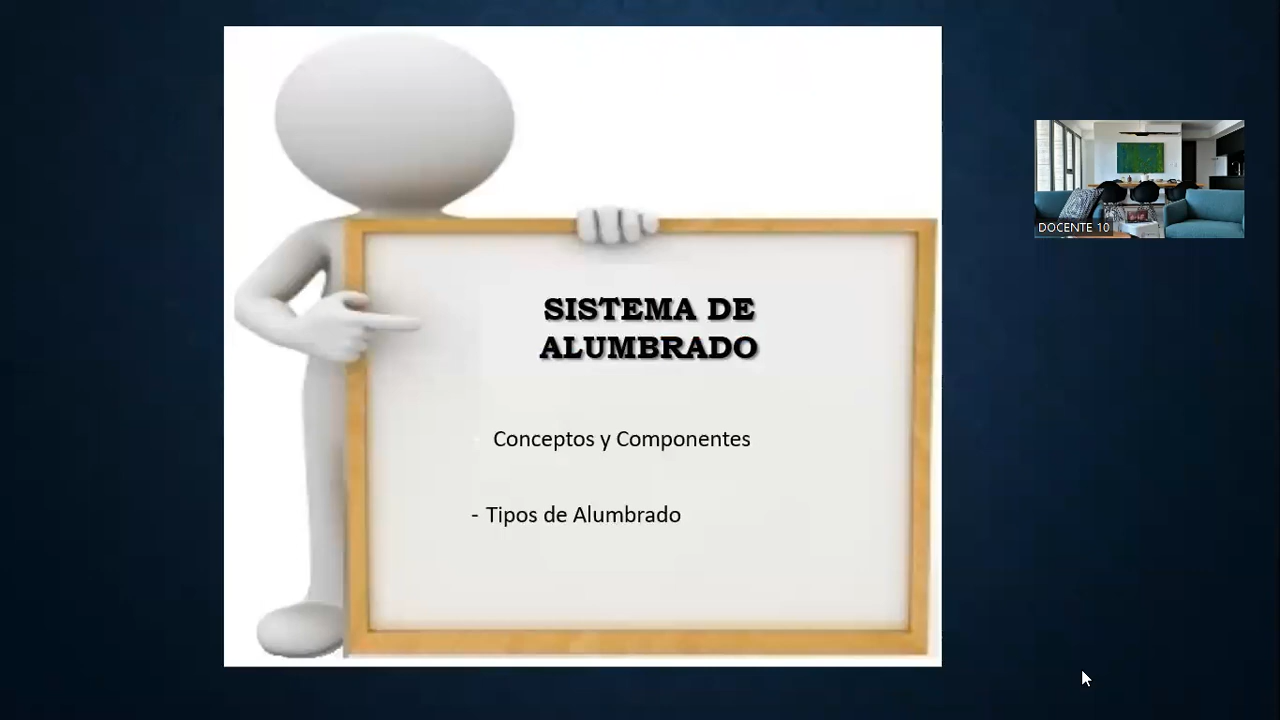 SISTEMA DE
ALUMBRADO
Conceptos y Componentes
- Tipos de Alumbrado
DOCENTE 10